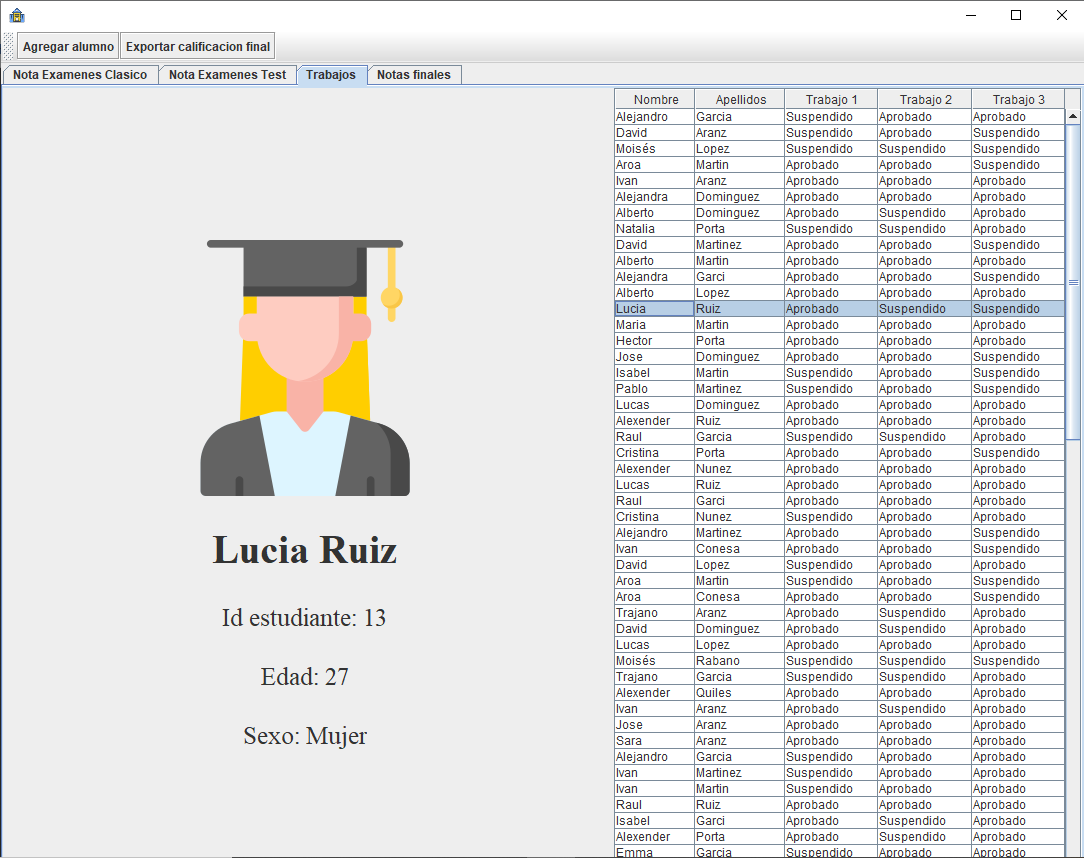 Agregar alumno Exportar calificacion final
Nota Examenes Clasico Nota Examenes Test Trabajos Notas finales
Lucia Ruiz
Id estudiante: 13
Edad: 27
Sexo: Mujer
Nombre Apellidos Trabajo 1 Trabajo 2 Trabajo 3
Alejandro Garcia Suspendido Aprobado Aprobado
David Aranz Suspendido Aprobado Suspendido
Moisés Lopez Suspendido Suspendido Suspendido
Aroa Martin Aprobado Aprobado Suspendido
Ivan Aranz Aprobado Aprobado Aprobado
Alejandra Dominguez Aprobado Aprobado Aprobado
Alberto Dominguez Aprobado Suspendido Aprobado
Natalia Porta Suspendido Suspendido Aprobado
David Martinez Aprobado Aprobado Suspendido
Alberto Martin Aprobado Aprobado Aprobado
Alejandra Garci Aprobado Aprobado Suspendido
Alberto Lopez Aprobado Aprobado Aprobado
Lucia Ruiz Aprobado Suspendido Suspendido
Maria Martin Aprobado Aprobado Aprobado
Hector Porta Aprobado Aprobado Aprobado
Jose Dominguez Aprobado Aprobado Suspendido
Isabel Martin Suspendido Aprobado Suspendido
Pablo Martinez Suspendido Aprobado Suspendido
Lucas Dominguez Aprobado Aprobado Aprobado
Alexender Ruiz Aprobado Aprobado Aprobado
Raul Garcia Suspendido Suspendido Aprobado
Cristina Porta Aprobado Aprobado Suspendido
Alexender Nunez Aprobado Aprobado Aprobado
Lucas Ruiz Aprobado Aprobado Aprobado
Raul Garci Aprobado Aprobado Aprobado
Cristina Nunez Suspendido Aprobado Aprobado
Alejandro Martinez Aprobado Aprobado Suspendido
Ivan Conesa Aprobado Aprobado Suspendido
David Lopez Suspendido Aprobado Aprobado
Aroa Martin Suspendido Aprobado Suspendido
Aroa Conesa Aprobado Aprobado Suspendido
Trajano Aranz Aprobado Suspendido Aprobado
David Dominguez Aprobado Suspendido Aprobado
Lucas Lopez Aprobado Aprobado Aprobado
Moisés Rabano Suspendido Suspendido Suspendido
Trajano Garcia Suspendido Suspendido Aprobado
Alexender Quiles Aprobado Aprobado Aprobado
Ivan Aranz Aprobado Suspendido Aprobado
Jose Aranz Aprobado Aprobado Aprobado
Sara Aranz Aprobado Aprobado Aprobado
Alejandro Garcia Suspendido Aprobado Aprobado
Ivan Martinez Suspendido Aprobado Aprobado
Ivan Martin Suspendido Aprobado Aprobado
Raul Ruiz Aprobado Aprobado Aprobado
Isabel Garci Aprobado Suspendido Aprobado
Alexender Porta Aprobado Suspendido Aprobado
Emma Garcia Suspendido Aprobado Aprobado